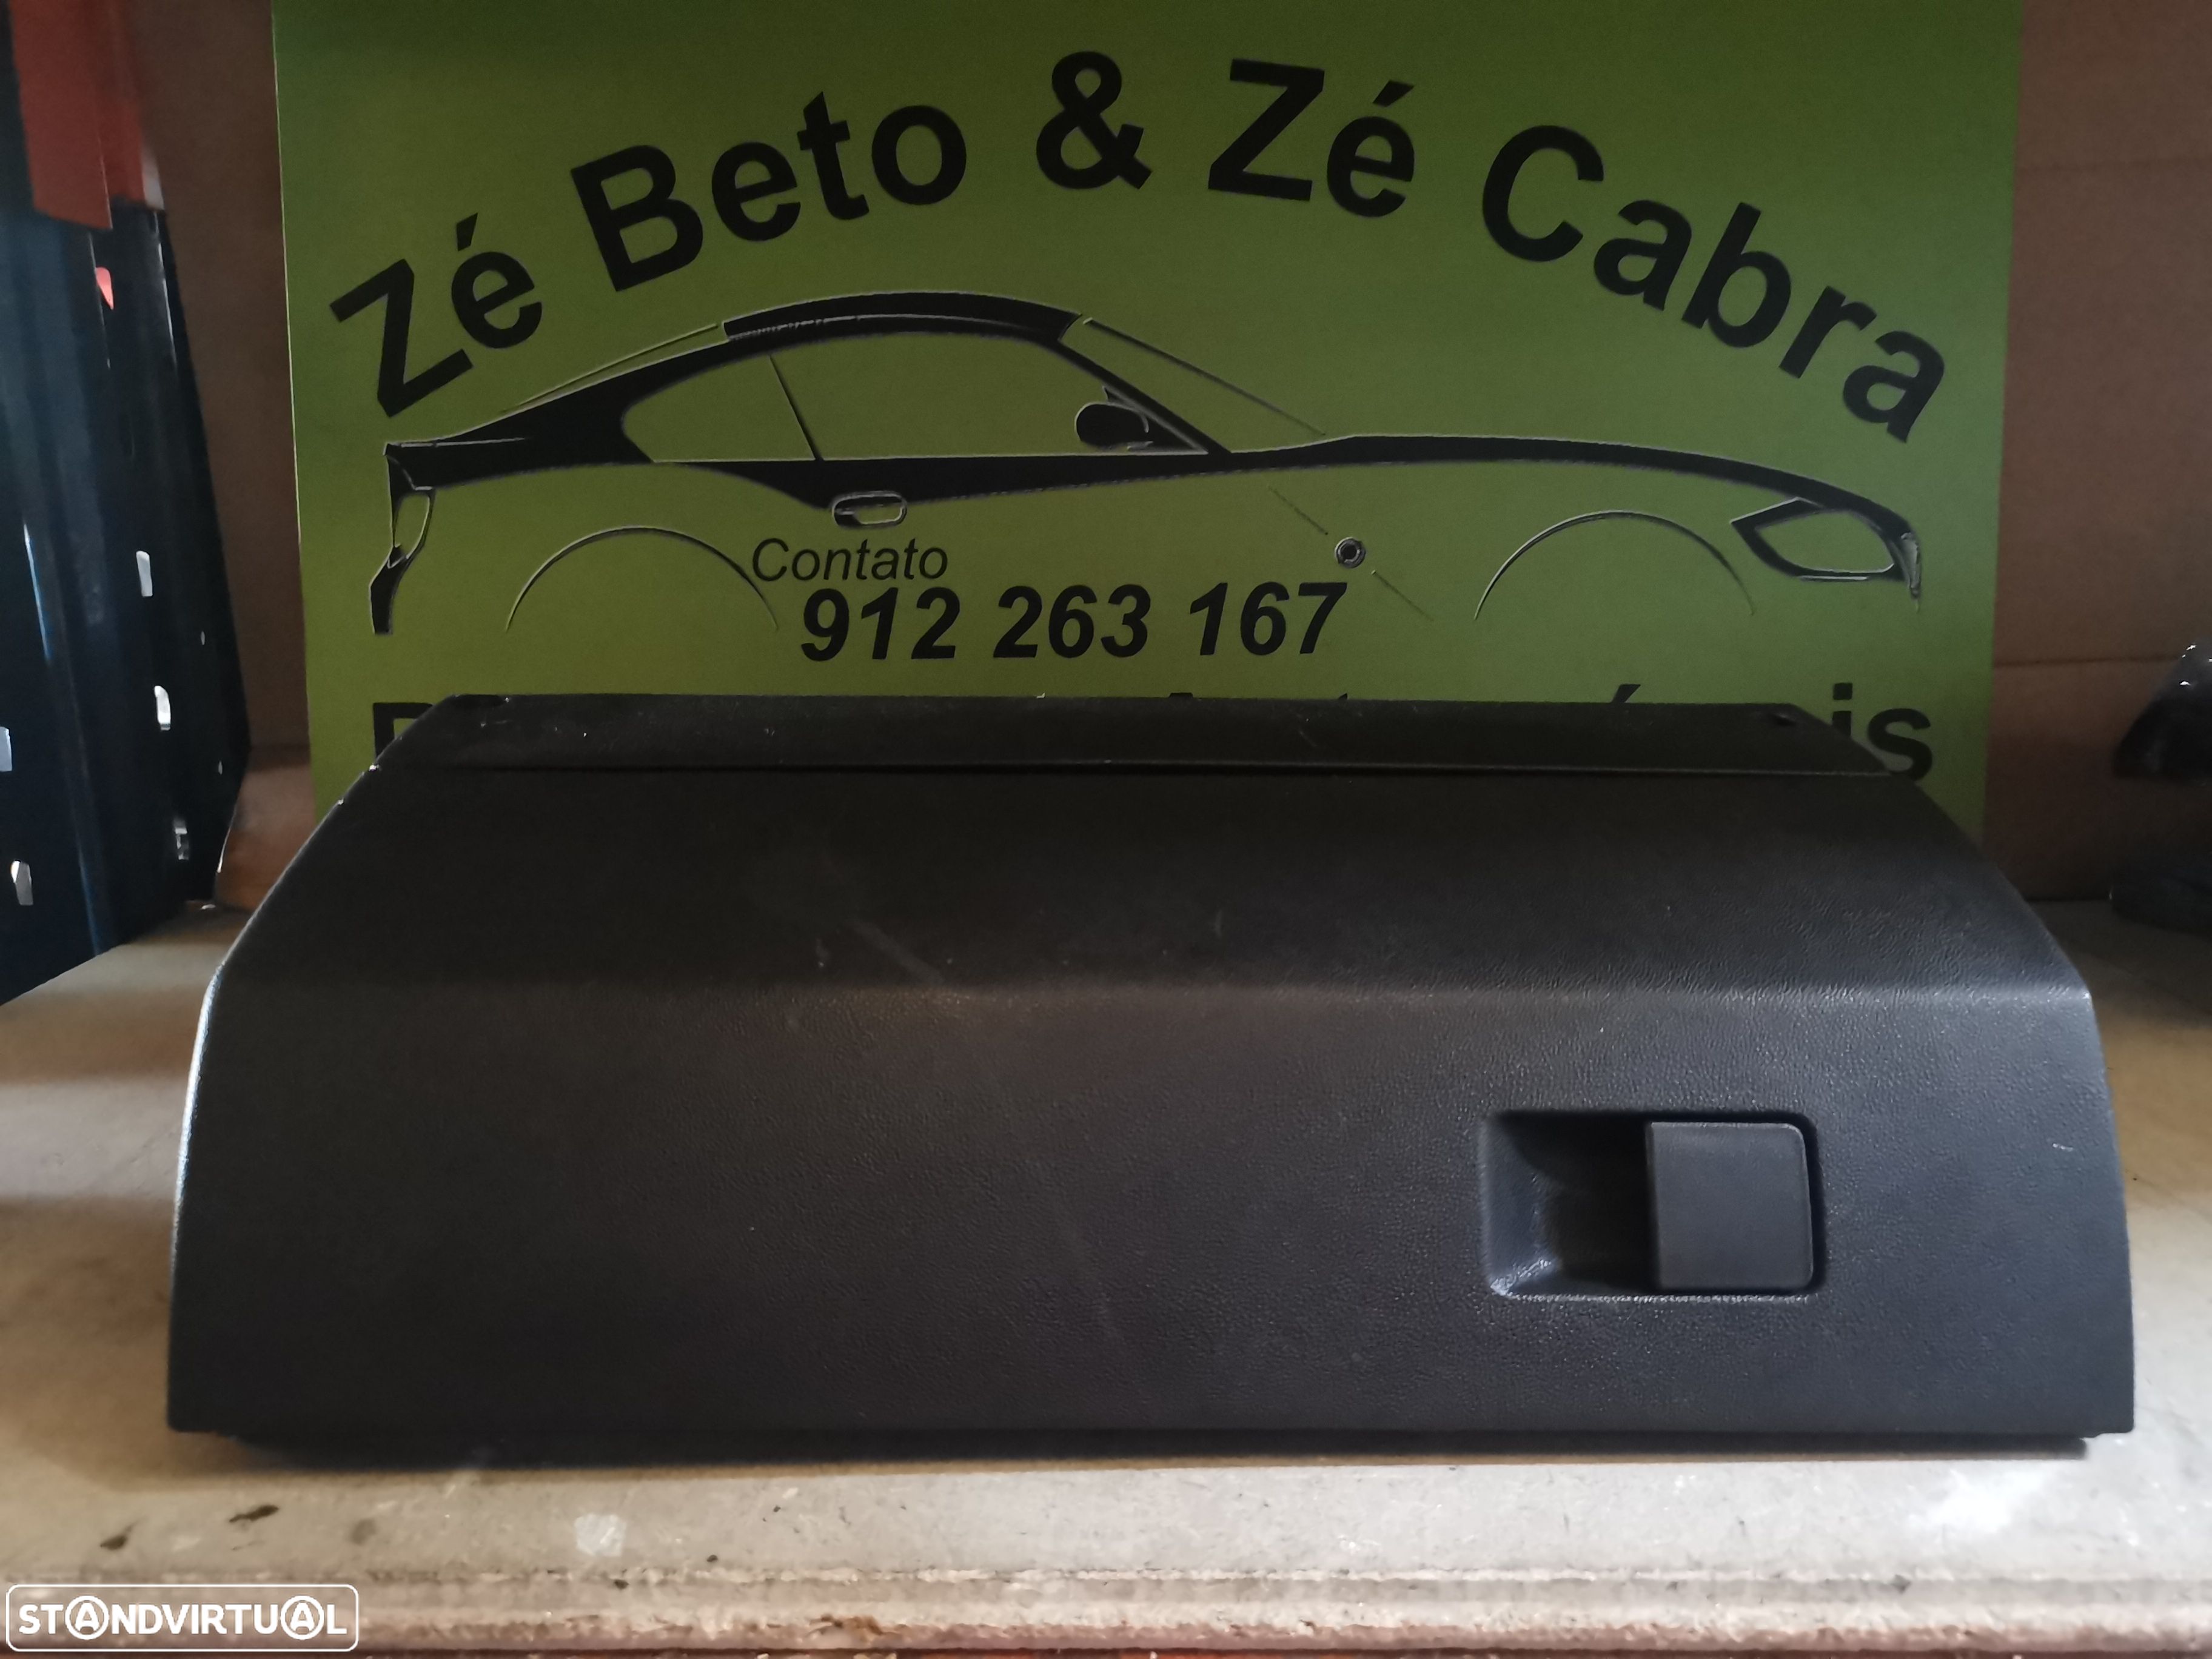 Zé Beto & Zé Cabra
Contato
912 263 167
STANDVIRTUAL